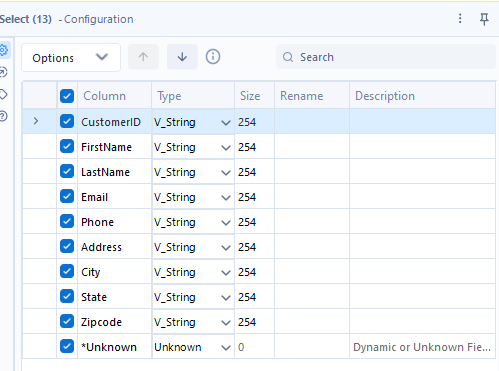 Select (13) - Configuration
Options Search
Column Type Size Rename Description
CustomerID V_String 254
FirstName V_String 254
LastName V_String 254
Email V_String 254
Phone V_String 254
Address V_String 254
City V_String 254
State V_String 254
Zipcode V_String 254
*Unknown Unknown 0 Dynamic or Unknown Fie...